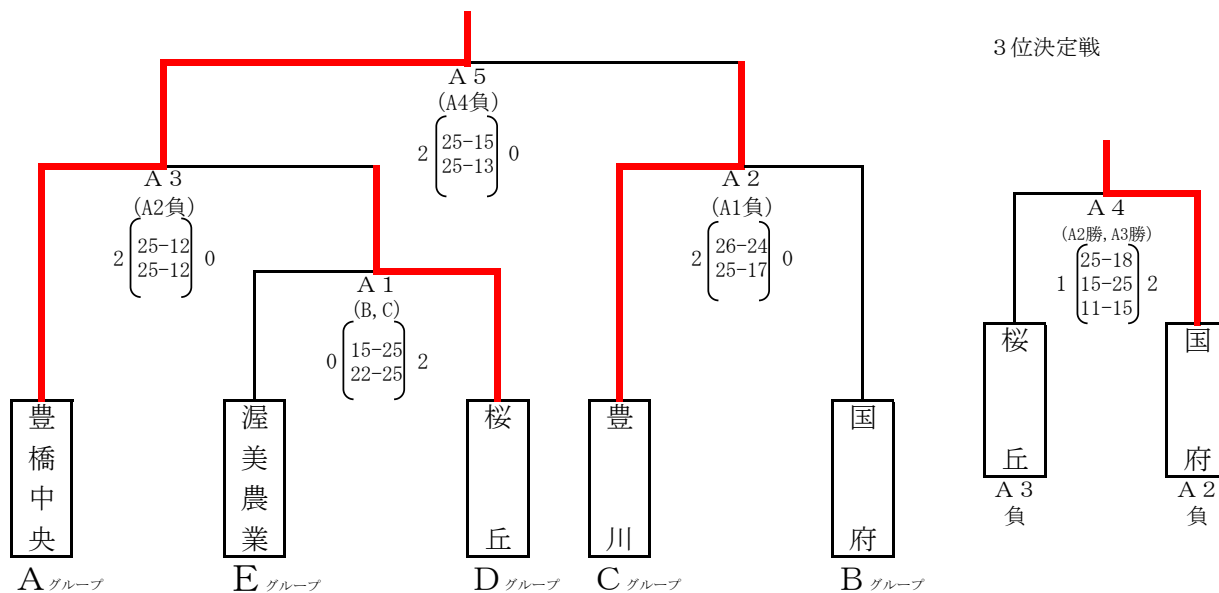 ３位決定戦
Ａ５
(A4負)
2 25-15 0
25-13
Ａ３
(A2負)
2 25-12 0
25-12
Ａ２
(A1負)
2 26-24 0
25-17
Ａ４
(A2勝,A3勝)
25-18
1 15-25 2
11-15
Ａ１
(B,C)
0 15-25 2
22-25
豊橋中央
渥美農業
桜丘
豊川
国府
桜丘
国府
Ａ３
負
Ａ２
負
Aグループ
Eグループ
Dグループ
Cグループ
Bグループ